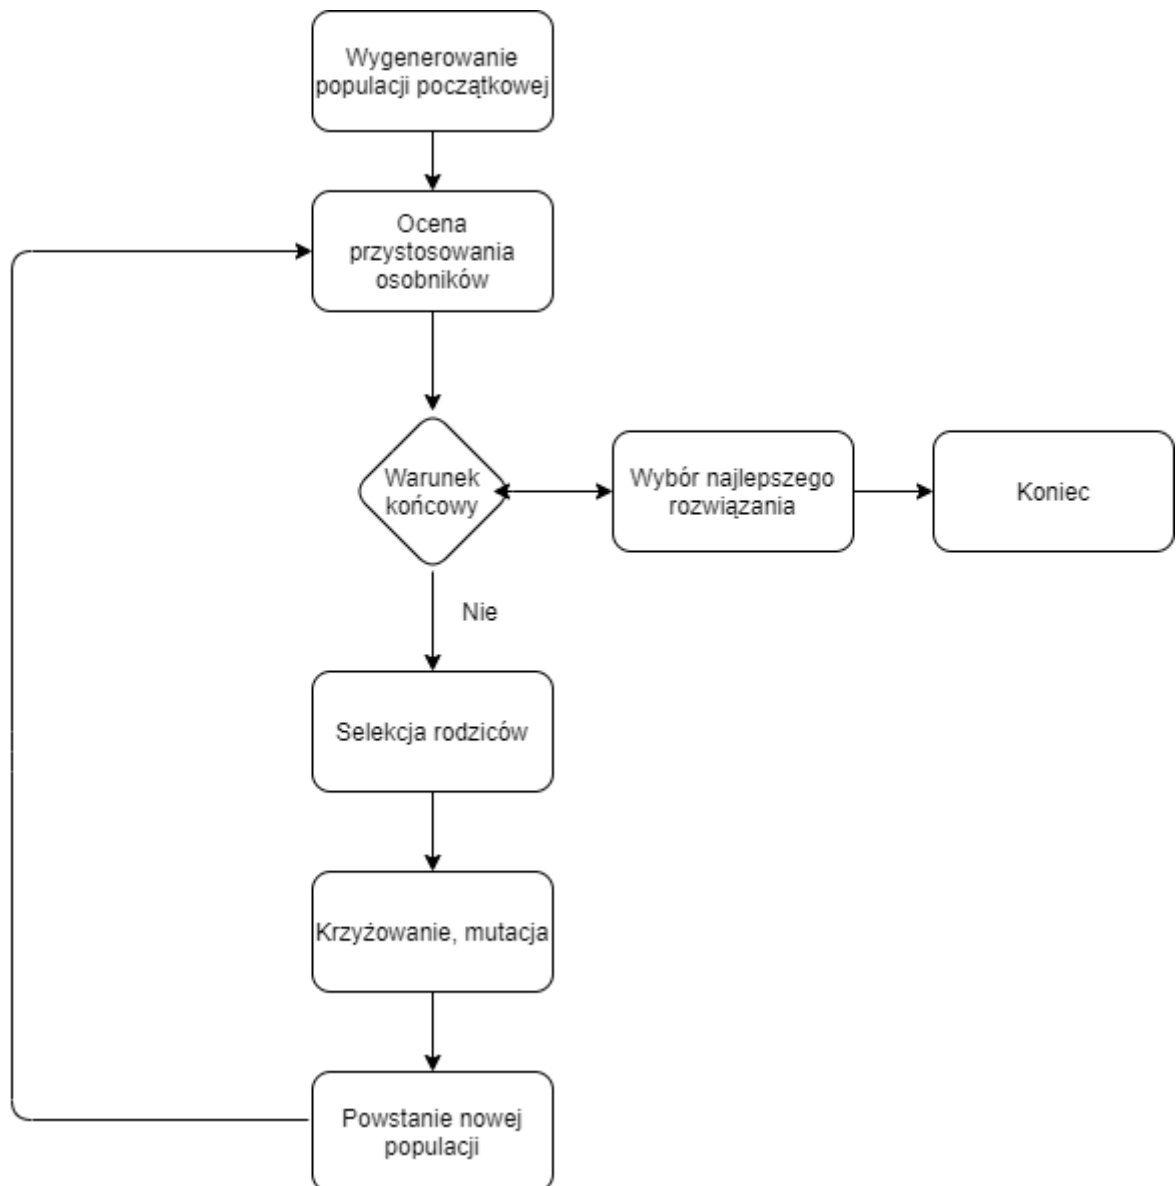 Wygenerowanie
populacji początkowej
Ocena
przystosowania
osobników
Warunek
końcowy
Wybór najlepszego
rozwiązania
Koniec
Nie
Selekcja rodziców
Krzyżowanie, mutacja
Powstanie nowej
populacji